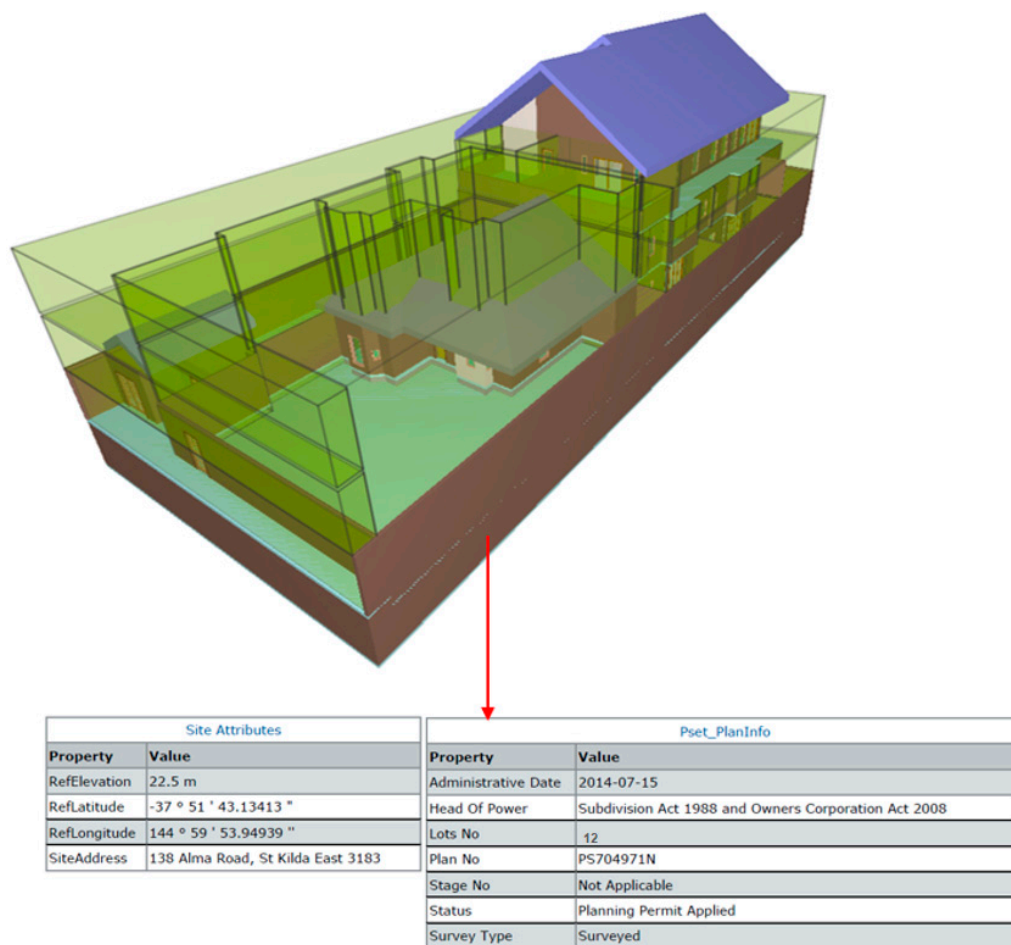 Site Attributes
Property Value
RefElevation 22.5 m
RefLatitude -37 ° 51 ' 43.13413 "
RefLongitude 144 ° 59 ' 53.94939 "
SiteAddress 138 Alma Road, St Kilda East 3183
Pset_PlanInfo
Property Value
Administrative Date 2014-07-15
Head Of Power Subdivision Act 1988 and Owners Corporation Act 2008
Lots No 12
Plan No PS704971N
Stage No Not Applicable
Status Planning Permit Applied
Survey Type Surveyed